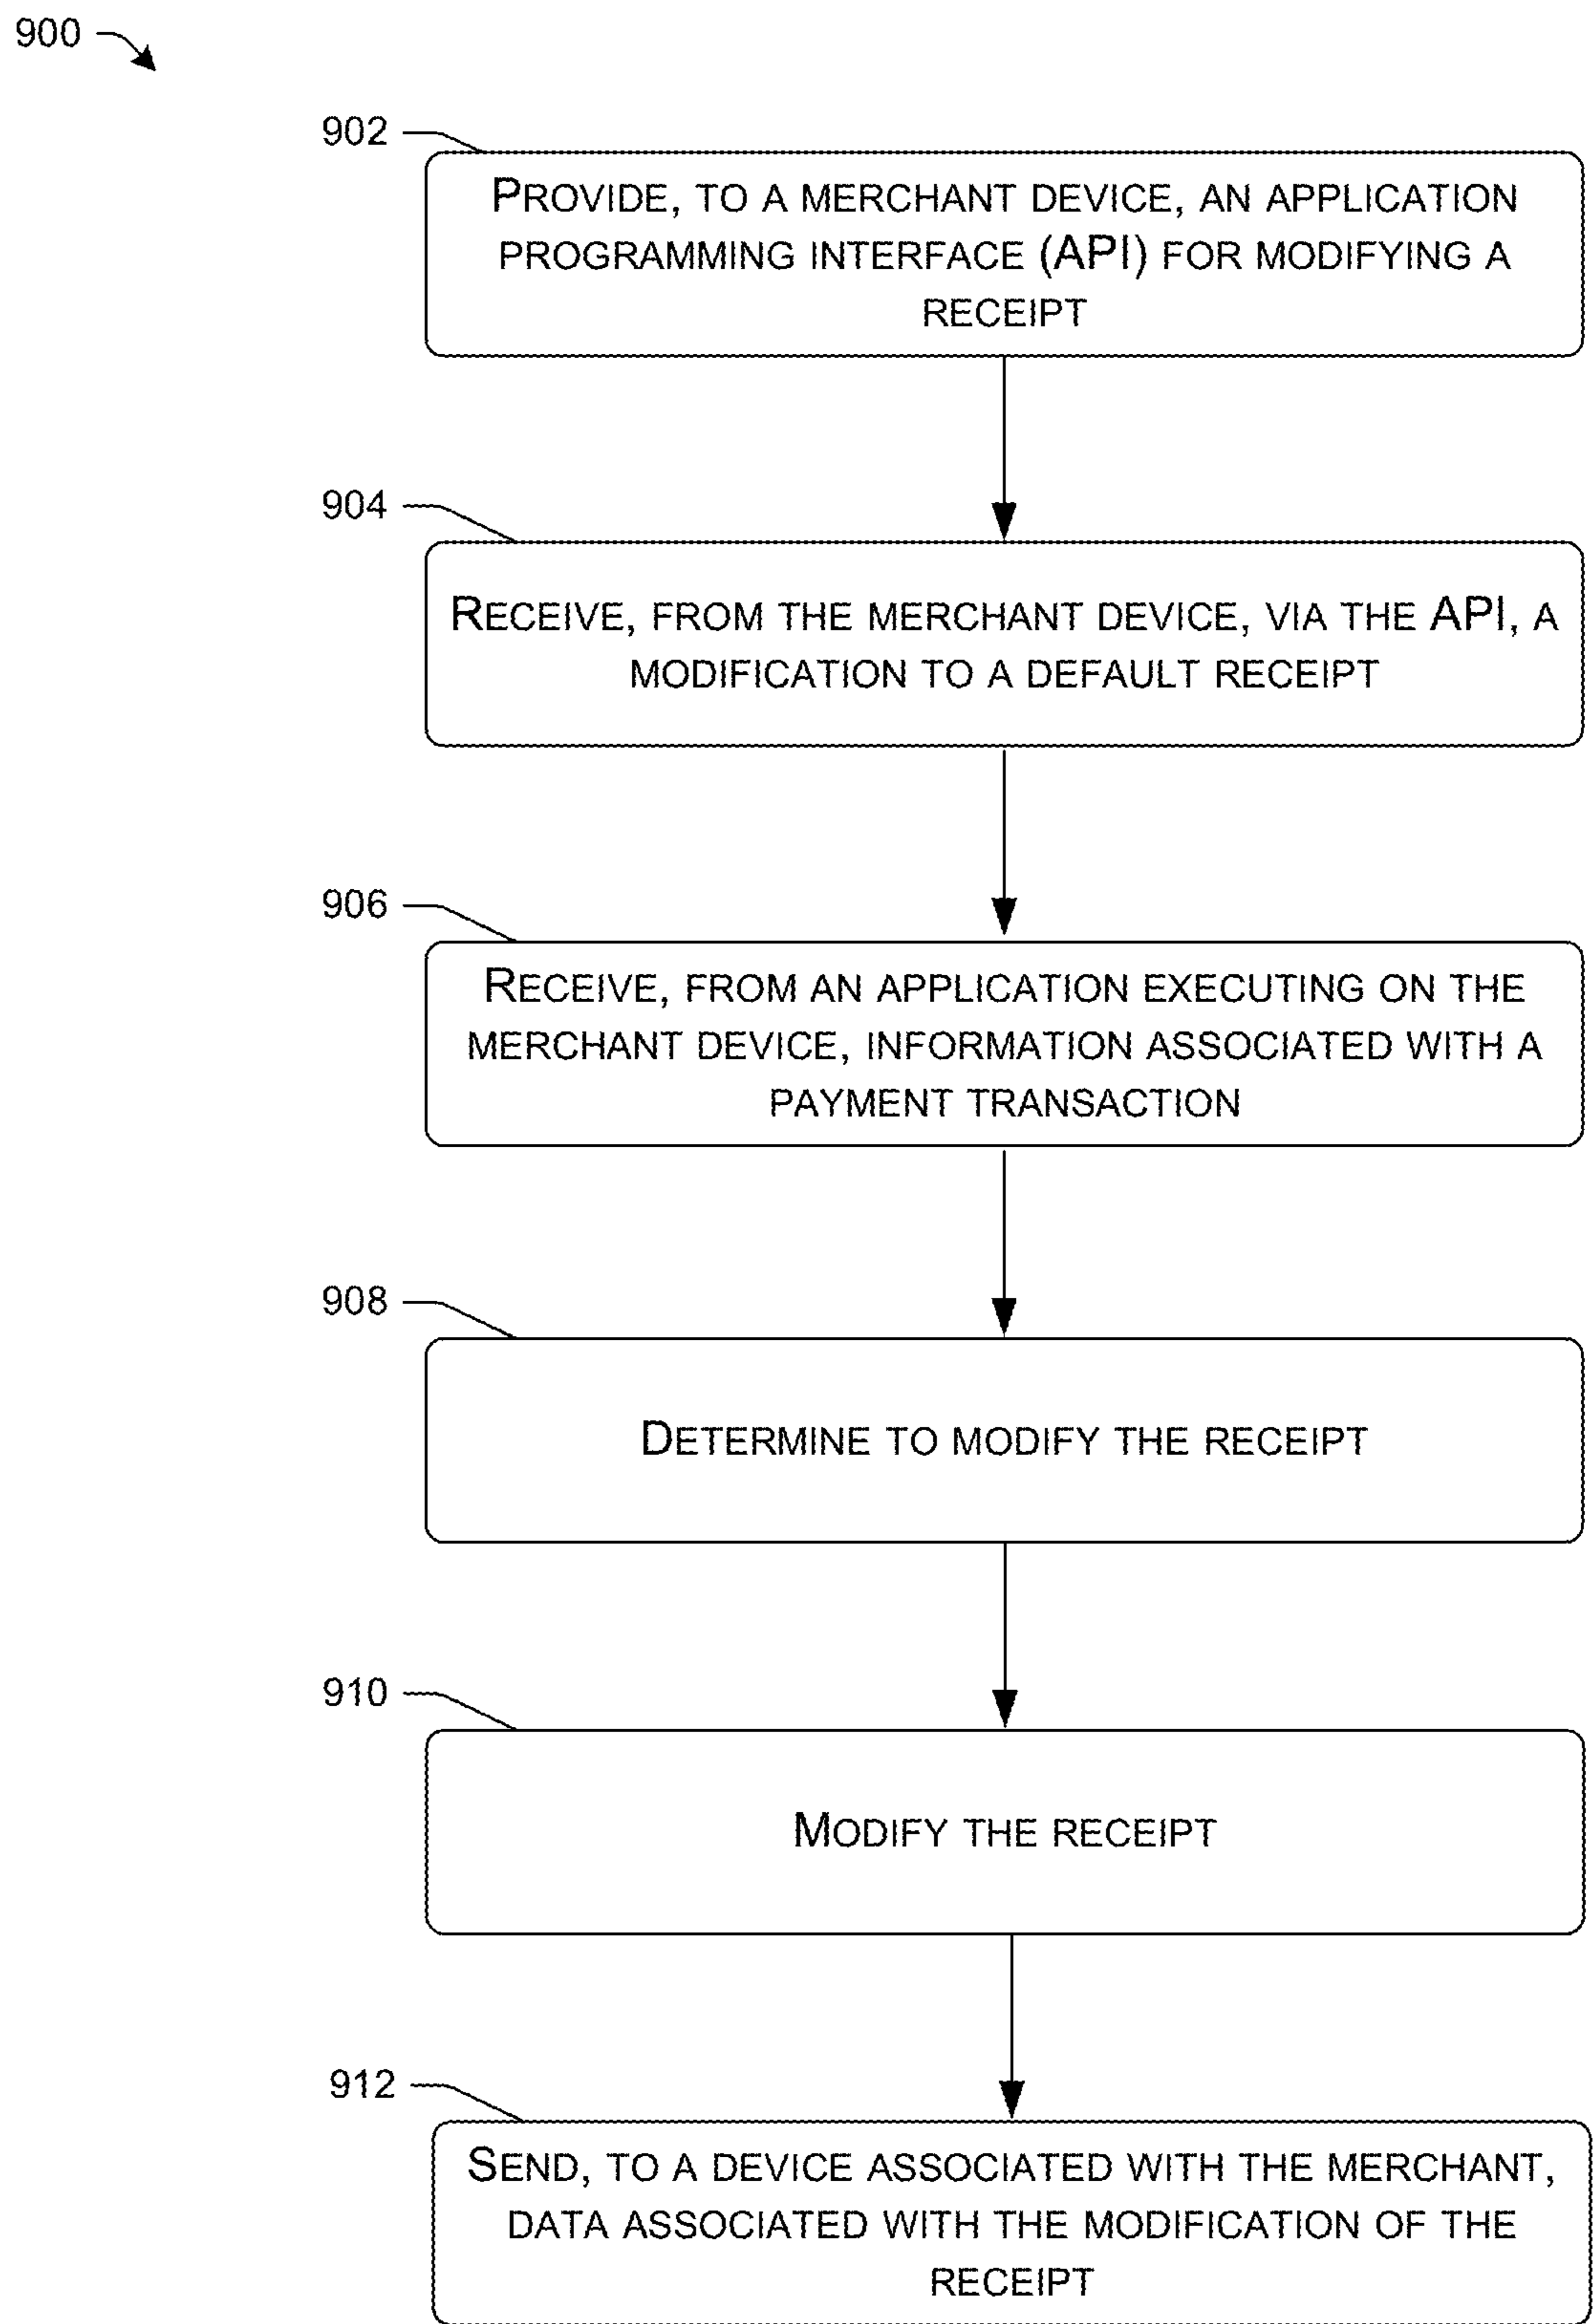 900
902
PROVIDE, TO A MERCHANT DEVICE, AN APPLICATION
PROGRAMMING INTERFACE (API) FOR MODIFYING A
RECEIPT
904
RECEIVE, FROM THE MERCHANT DEVICE, VIA THE API, A
MODIFICATION TO A DEFAULT RECEIPT
906
RECEIVE, FROM AN APPLICATION EXECUTING ON THE
MERCHANT DEVICE, INFORMATION ASSOCIATED WITH A
PAYMENT TRANSACTION
908
DETERMINE TO MODIFY THE RECEIPT
910
MODIFY THE RECEIPT
912
SEND, TO A DEVICE ASSOCIATED WITH THE MERCHANT,
DATA ASSOCIATED WITH THE MODIFICATION OF THE
RECEIPT